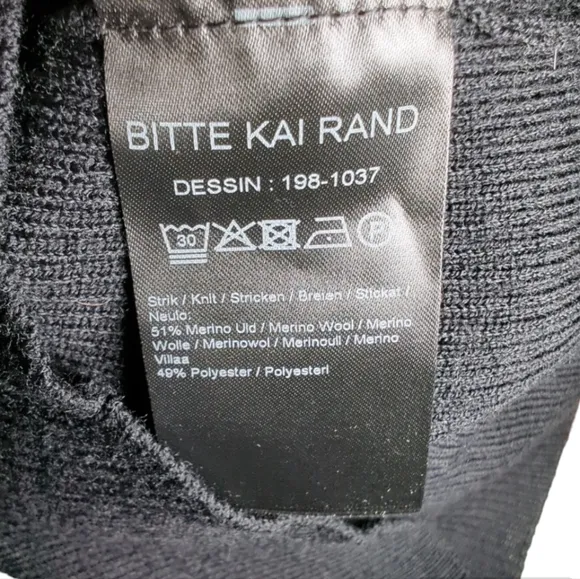 BITTE KAI RAND
DESSIN : 198-1037
30 P
Strik / Knit / Stricken / Breien / Stickat /
Neulo:
51% Merino Uld / Merino Wool / Merino
Wolle / Merinowol / Merinoull / Merino
Villaa
49% Polyester / Polyesteri